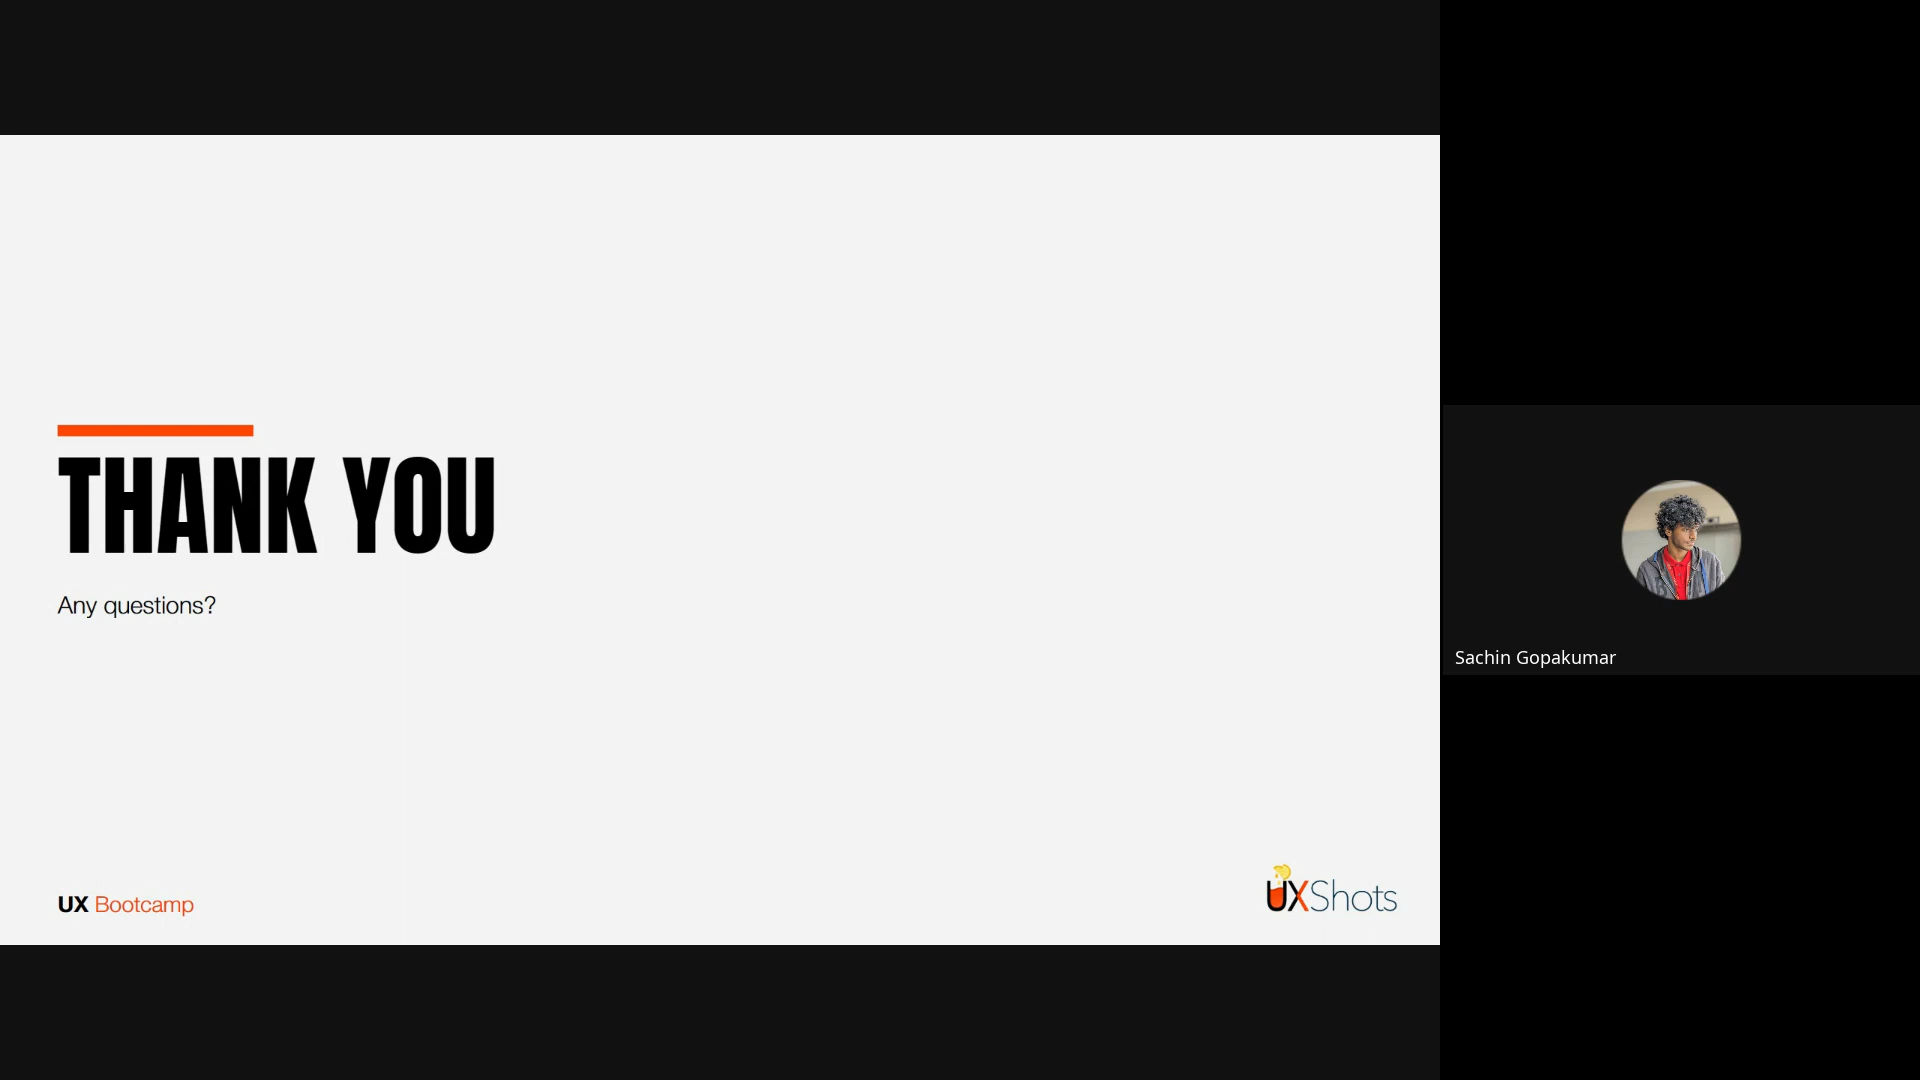 THANK YOU
Any questions?
UX Bootcamp
UXShots
Sachin Gopakumar